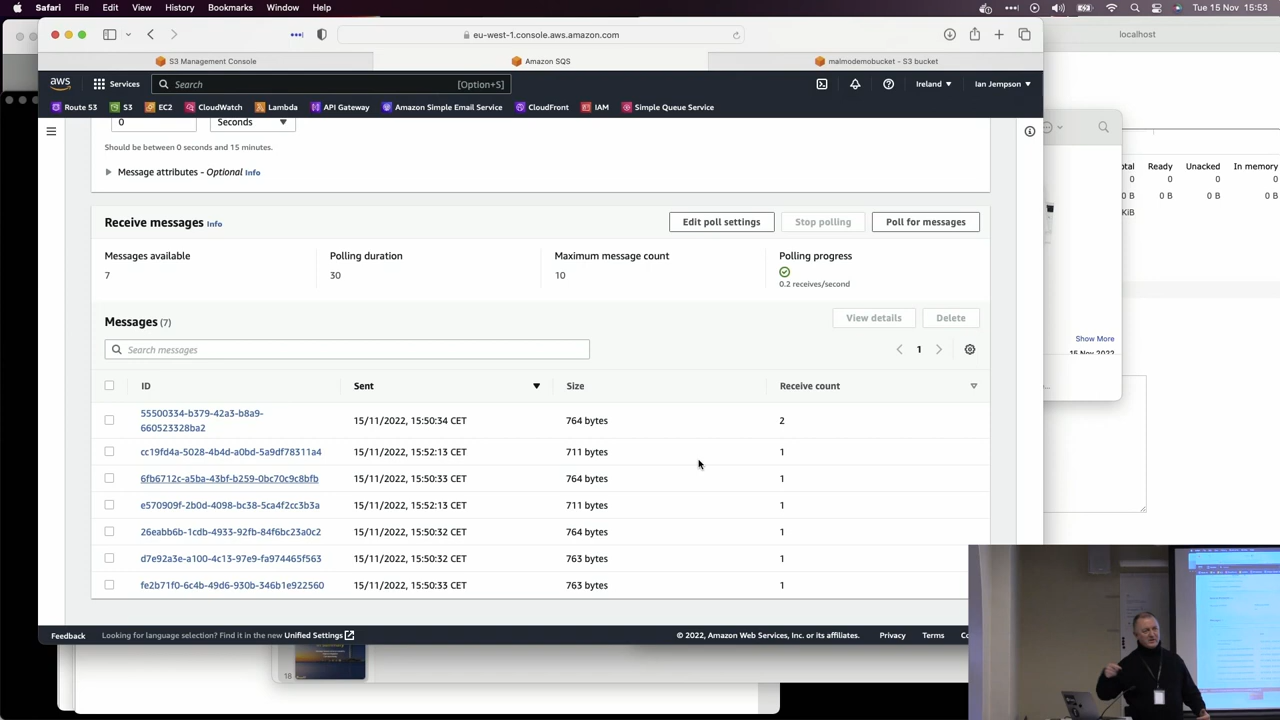 Safari File Edit View History Bookmarks Window Help
Tue 15 Nov 15:53
eu-west-1.console.aws.amazon.com
localhost
S3 Management Console
Amazon SQS
malmodemobucket - S3 bucket
aws
Services
Search
[Option+S]
Ireland
Ian Jempson
Route 53
S3
EC2
CloudWatch
Lambda
API Gateway
Amazon Simple Email Service
CloudFront
IAM
Simple Queue Service
0
Seconds
Should be between 0 seconds and 15 minutes.
Message attributes - Optional Info
Receive messages Info
Edit poll settings
Stop polling
Poll for messages
Messages available
7
Polling duration
30
Maximum message count
10
Polling progress
0.2 receives/second
Messages (7)
View details
Delete
Search messages
1
ID Sent Size Receive count
55500334-b379-42a3-b8a9-
660523328ba2
15/11/2022, 15:50:34 CET 764 bytes 2
cc19fd4a-5028-4b4d-a0bd-5a9df78311a4 15/11/2022, 15:52:13 CET 711 bytes 1
6fb6712c-a5ba-43bf-b259-0bc70c9c8bfb 15/11/2022, 15:50:33 CET 764 bytes 1
e570909f-2b0d-4098-bc38-5ca4f2cc3b3a 15/11/2022, 15:52:13 CET 711 bytes 1
26eabb6b-1cdb-4933-92fb-84f6bc23a0c2 15/11/2022, 15:50:32 CET 764 bytes 1
d7e92a3e-a100-4c13-97e9-fa974465f563 15/11/2022, 15:50:32 CET 763 bytes 1
fe2b71f0-6c4b-49d6-930b-346b1e922560 15/11/2022, 15:50:33 CET 763 bytes 1
Feedback
Looking for language selection? Find it in the new Unified Settings
© 2022, Amazon Web Services, Inc. or its affiliates.
Privacy
Terms
Ready Unacked In memory
0 0 0 0
0 B 0 B 0 B
KiB
Show More
15 Nov 2022
18